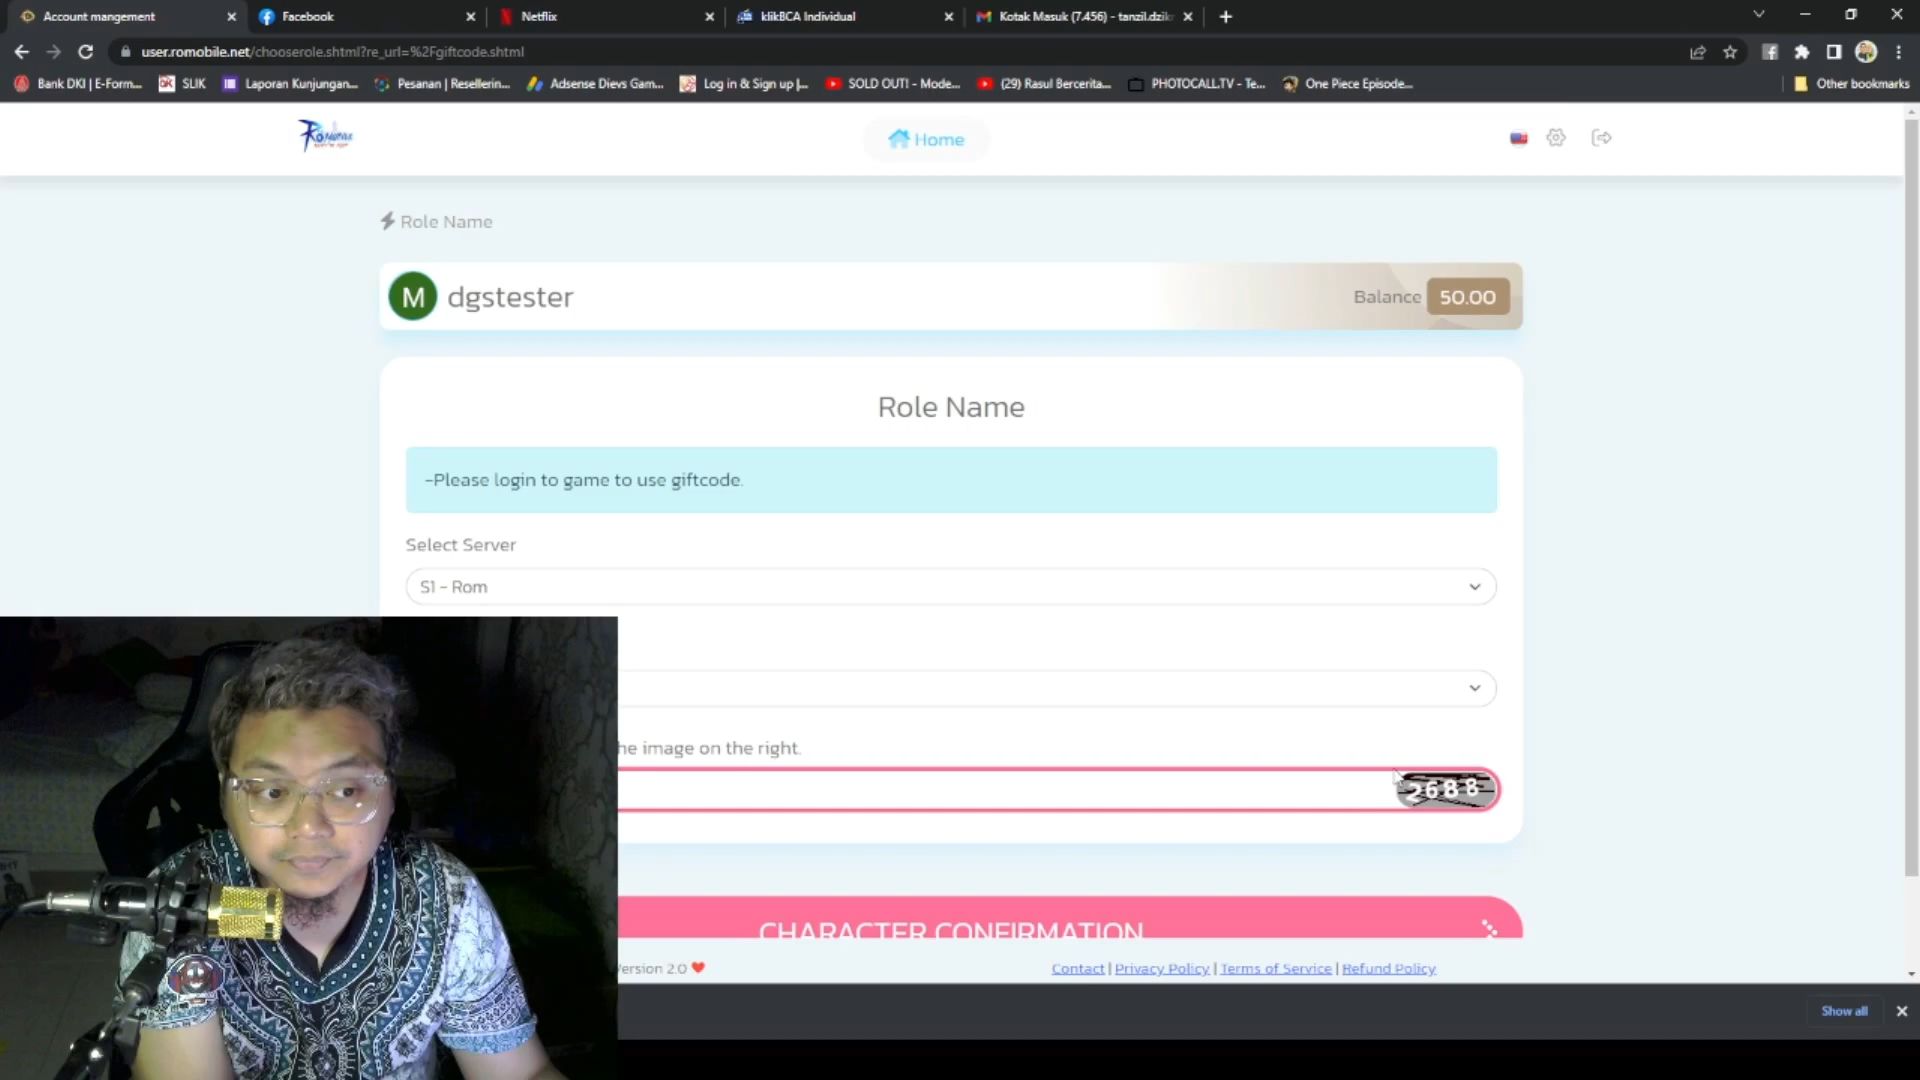 Account mangement
Facebook
Netflix
klikBCA Individual
Kotak Masuk (7.456) - tanzil.dzik
user.romobile.net/chooserole.shtml?re_url=%2Fgiftcode.shtml
Bank DKI | E-Form...
SLIK
Laporan Kunjungan...
Pesanan | Resellerin...
Adsense Dievs Gam...
Log in & Sign up |...
SOLD OUT! - Mode...
(29) Rasul Bercerita...
PHOTOCALL.TV - Te...
One Piece Episode...
Other bookmarks
Home
Role Name
M
dgstester
Balance
50.00
Role Name
-Please login to game to use giftcode.
Select Server
S1 - Rom
he image on the right.
2688
CHARACTER CONFIRMATION
ersion 2.0
Contact | Privacy Policy | Terms of Service | Refund Policy
Show all